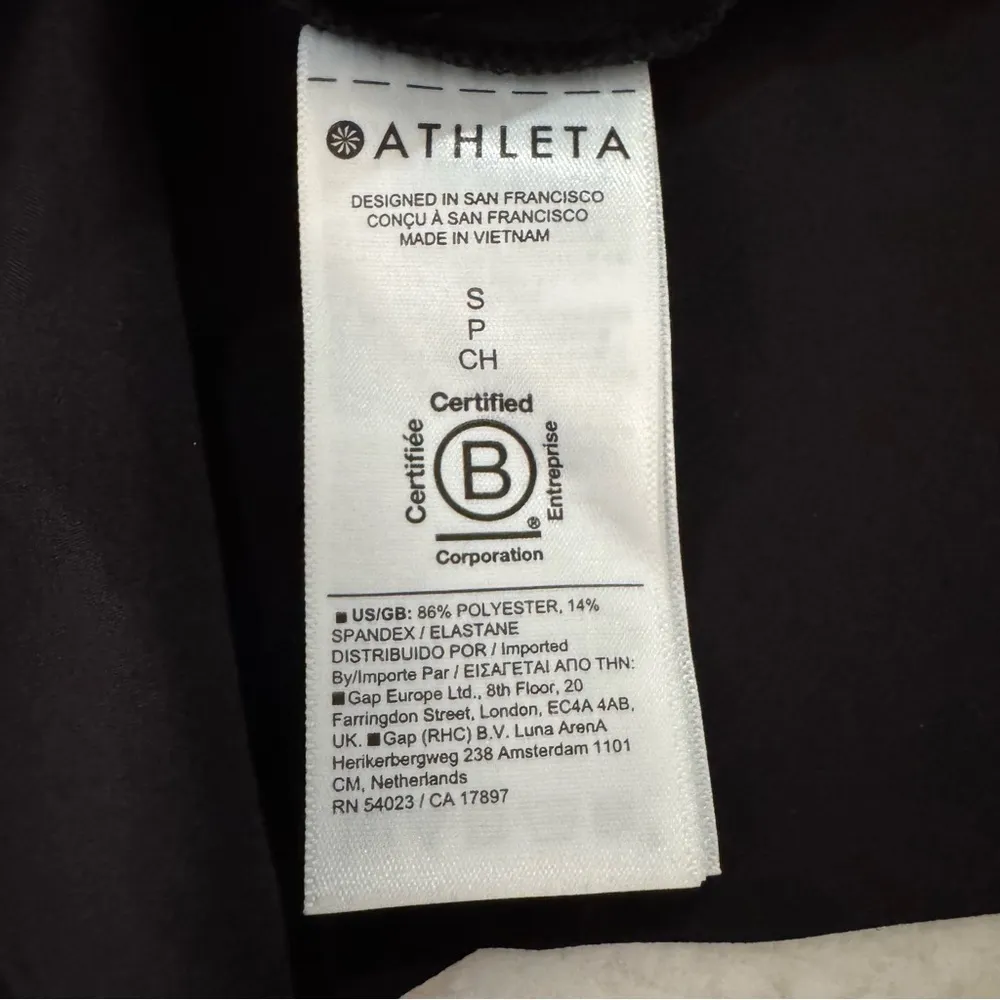 ATHLETA
DESIGNED IN SAN FRANCISCO
CONÇU À SAN FRANCISCO
MADE IN VIETNAM
S
P
CH
Certified
Certifiée
B
Entreprise
®
Corporation
US/GB: 86% POLYESTER, 14%
SPANDEX / ELASTANE
DISTRIBUIDO POR / Imported
By/Importe Par / ΕΙΣΑΓΕΤΑΙ ΑΠΟ ΤΗΝ:
Gap Europe Ltd., 8th Floor, 20
Farringdon Street, London, EC4A 4AB,
UK. Gap (RHC) B.V. Luna ArenA
Herikerbergweg 238 Amsterdam 1101
CM, Netherlands
RN 54023 / CA 17897